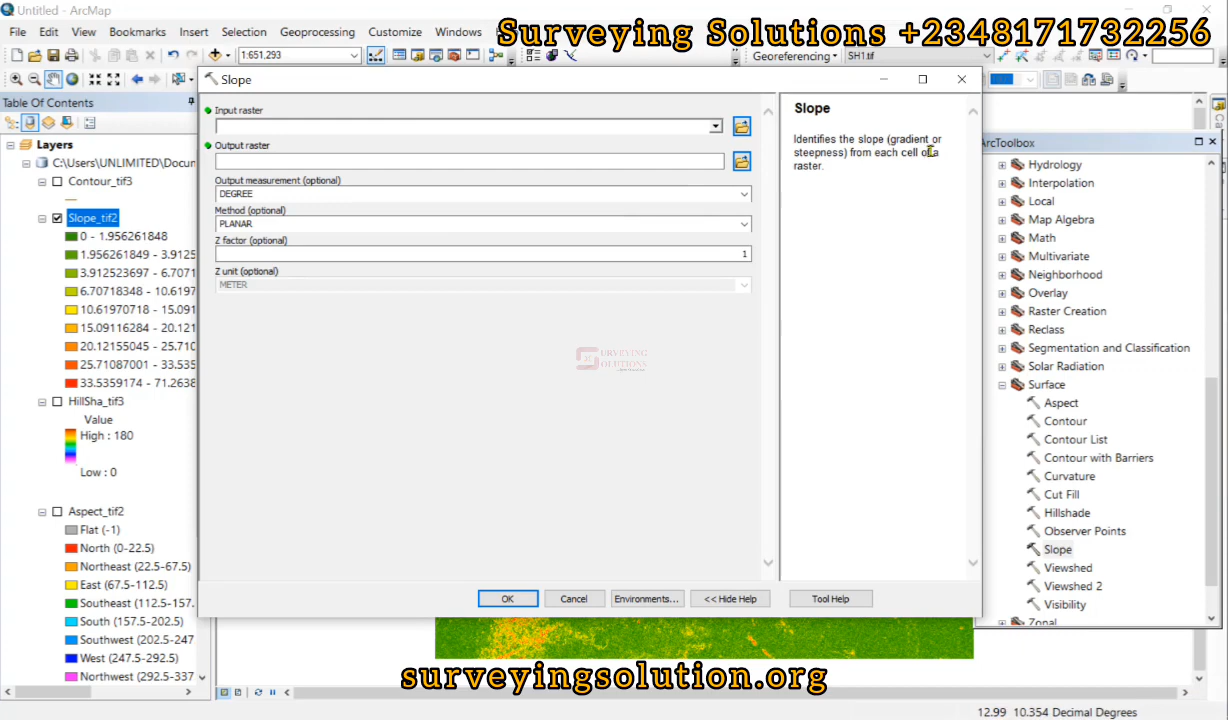 Untitled - ArcMap
File Edit View Bookmarks Insert Selection Geoprocessing Customize Windows
Surveying Solutions +2348171732256
1:651,293
Georeferencing
SH1.tif
Table Of Contents
Layers
C:\Users\UNLIMITED\Docun
Contour_tif3
Slope_tif2
0 - 1.956261848
1.956261849 - 3.9125
3.912523697 - 6.7071
6.70718348 - 10.6197
10.61970718 - 15.091
15.09116284 - 20.121
20.12155045 - 25.710
25.71087001 - 33.535
33.5359174 - 71.2638
HillSha_tif3
Value
High : 180
Low : 0
Aspect_tif2
Flat (-1)
North (0-22.5)
Northeast (22.5-67.5)
East (67.5-112.5)
Southeast (112.5-157.
South (157.5-202.5)
Southwest (202.5-247
West (247.5-292.5)
Northwest (292.5-337
Slope
Input raster
Output raster
Output measurement (optional)
DEGREE
Method (optional)
PLANAR
Z factor (optional)
1
Z unit (optional)
METER
URVEYING
SOLUTIONS
OK Cancel Environments... << Hide Help Tool Help
Slope
Identifies the slope (gradient or
steepness) from each cell of a
raster.
ArcToolbox
Hydrology
Interpolation
Local
Map Algebra
Math
Multivariate
Neighborhood
Overlay
Raster Creation
Reclass
Segmentation and Classification
Solar Radiation
Surface
Aspect
Contour
Contour List
Contour with Barriers
Curvature
Cut Fill
Hillshade
Observer Points
Slope
Viewshed
Viewshed 2
Visibility
Zonal
surveyingsolution.org
12.99 10.354 Decimal Degrees